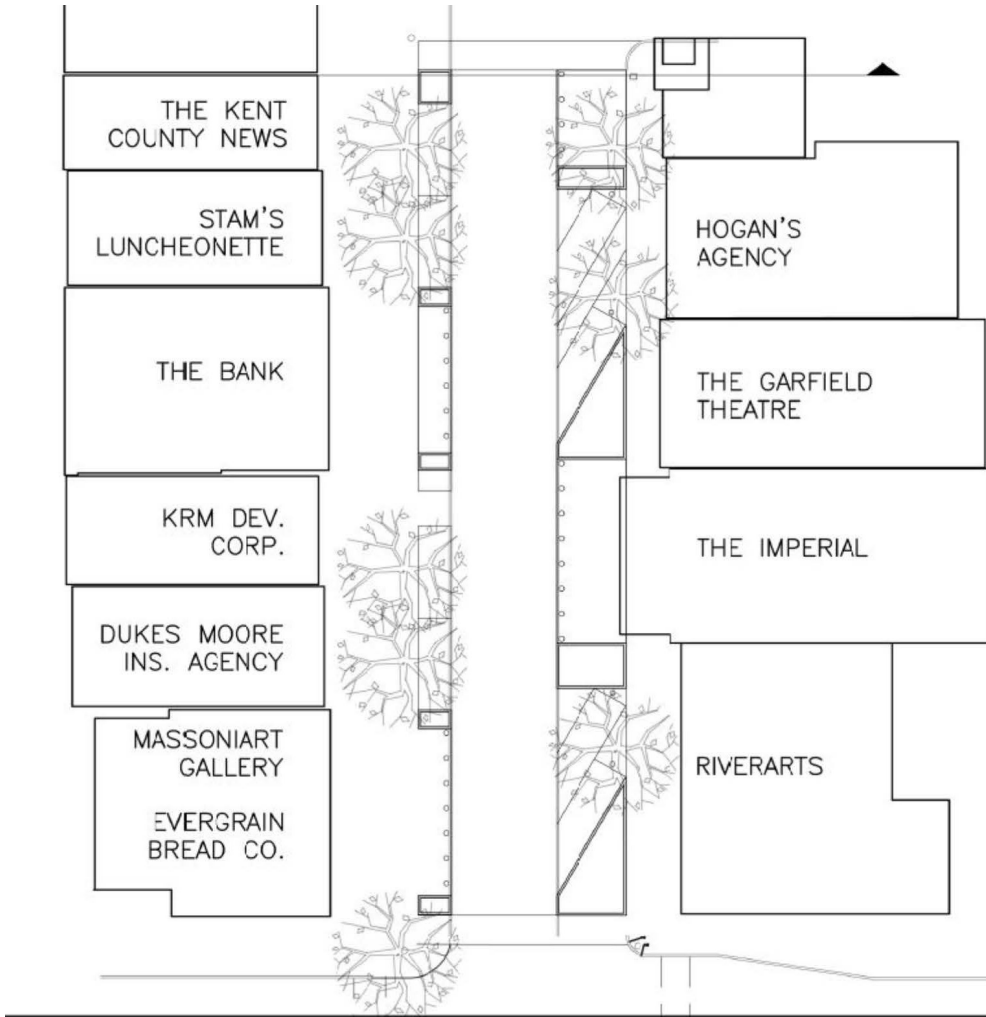 THE KENT
COUNTY NEWS
STAM'S
LUNCHEONETTE
THE BANK
KRM DEV.
CORP.
DUKES MOORE
INS. AGENCY
MASSONIART
GALLERY
EVERGRAIN
BREAD CO.
HOGAN'S
AGENCY
THE GARFIELD
THEATRE
THE IMPERIAL
RIVERARTS